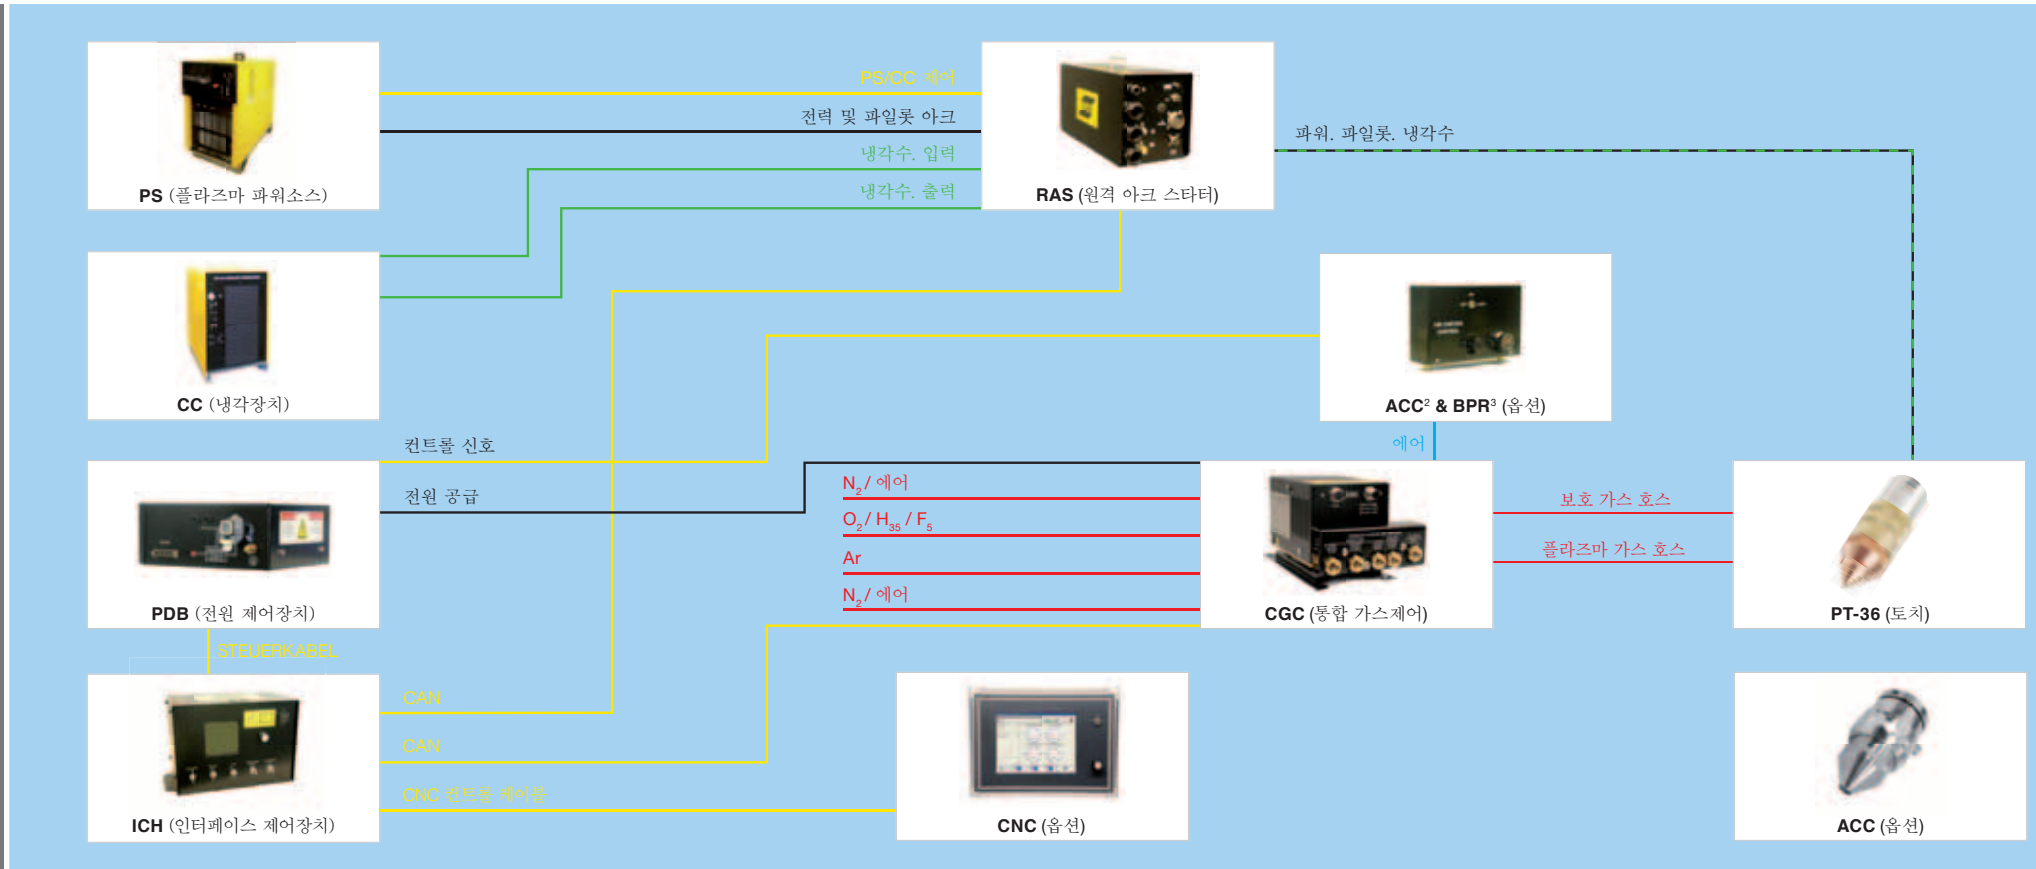 PS/CC 제어
전력 및 파일롯 아크
냉각수. 입력
냉각수. 출력
파워. 파일롯. 냉각수
PS (플라즈마 파워소스)
RAS (원격 아크 스타터)
CC (냉각장치)
ACC² & BPR³ (옵션)
에어
컨트롤 신호
전원 공급
N₂ / 에어
O₂ / H₃₅ / F₅
Ar
N₂ / 에어
보호 가스 호스
플라즈마 가스 호스
PDB (전원 제어장치)
CGC (통합 가스제어)
PT-36 (토치)
STEUERKABEL
CAN
CAN
CNC 컨트롤 케이블
ICH (인터페이스 제어장치)
CNC (옵션)
ACC (옵션)